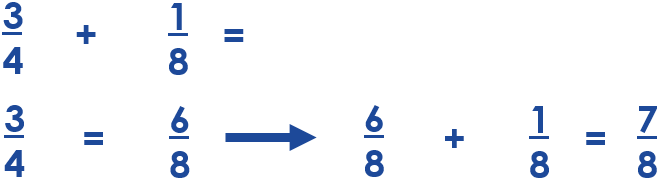 3/4 + 1/8 =
3/4 = 6/8 → 6/8 + 1/8 = 7/8